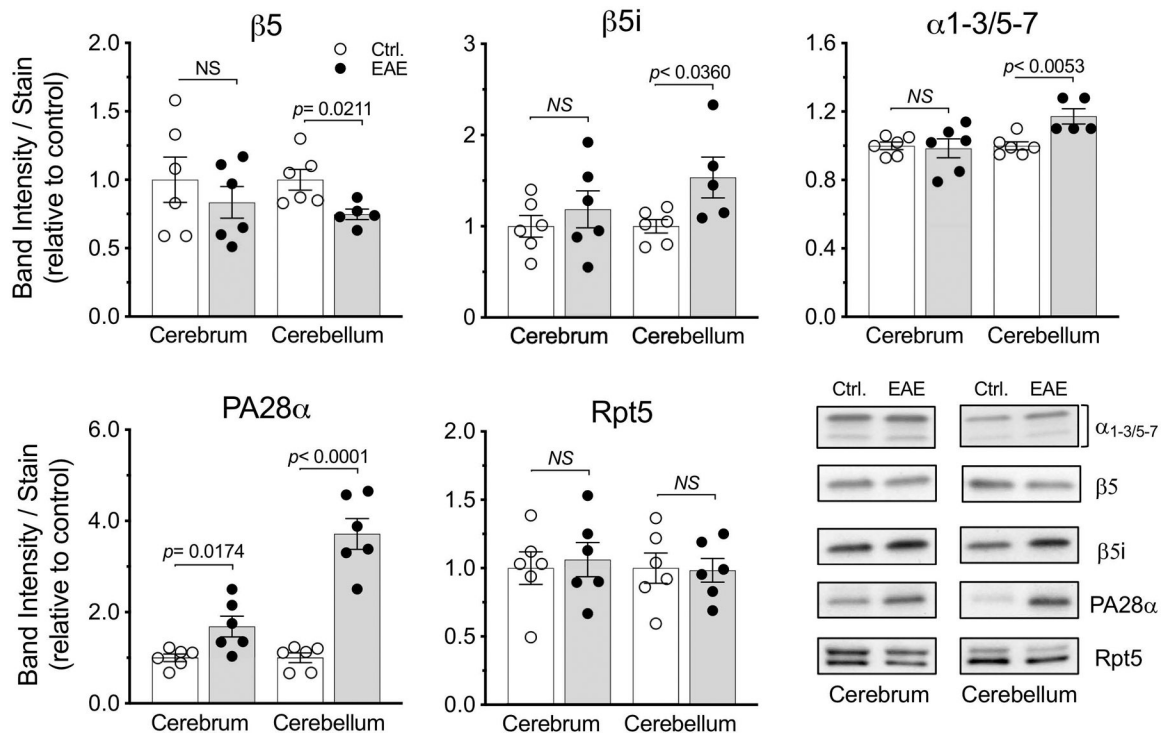 β5
β5i
α1-3/5-7
Band Intensity / Stain
(relative to control)
2.0
1.5
1.0
0.5
0.0
Ctrl.
EAE
NS
p= 0.0211
Cerebrum
Cerebellum
3
2
1
0
NS
p< 0.0360
Cerebrum
Cerebellum
1.6
1.2
0.8
0.4
0.0
NS
p< 0.0053
Cerebrum
Cerebellum
PA28α
Band Intensity / Stain
(relative to control)
6.0
4.0
2.0
0.0
p= 0.0174
p< 0.0001
Cerebrum
Cerebellum
Rpt5
2.0
1.5
1.0
0.5
0.0
NS
NS
Cerebrum
Cerebellum
Ctrl. EAE Ctrl. EAE
α1-3/5-7
β5
β5i
PA28α
Rpt5
Cerebrum Cerebellum